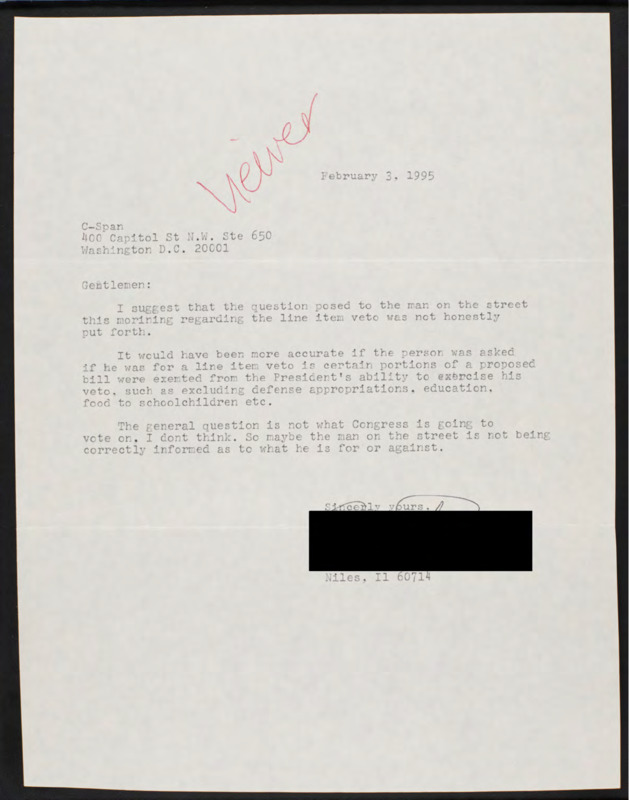 Viewer
February 3, 1995
C-Span
400 Capitol St N.W. Ste 650
Washington D.C. 20001
Gentlemen:
I suggest that the question posed to the man on the street
this morining regarding the line item veto was not honestly
put forth.
It would have been more accurate if the person was asked
if he was for a line item veto is certain portions of a proposed
bill were exemted from the President's ability to exercise his
veto, such as excluding defense appropriations, education,
food to schoolchildren etc.
The general question is not what Congress is going to
vote on, I dont think. So maybe the man on the street is not being
correctly informed as to what he is for or against.
Sincerly yours,
Niles, Il 60714